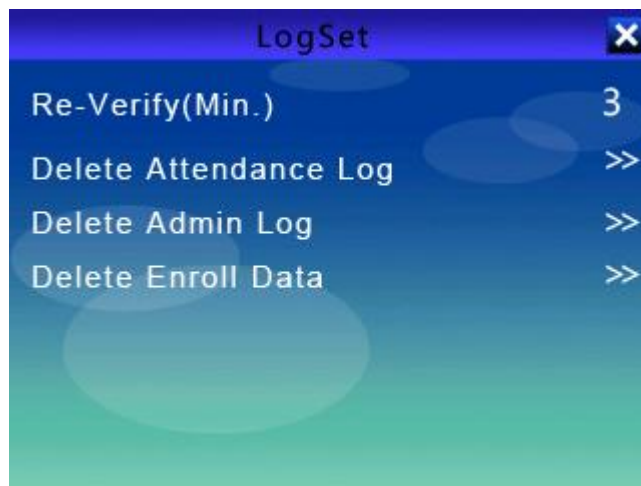 LogSet
Re-Verify(Min.) 3
Delete Attendance Log >>
Delete Admin Log >>
Delete Enroll Data >>